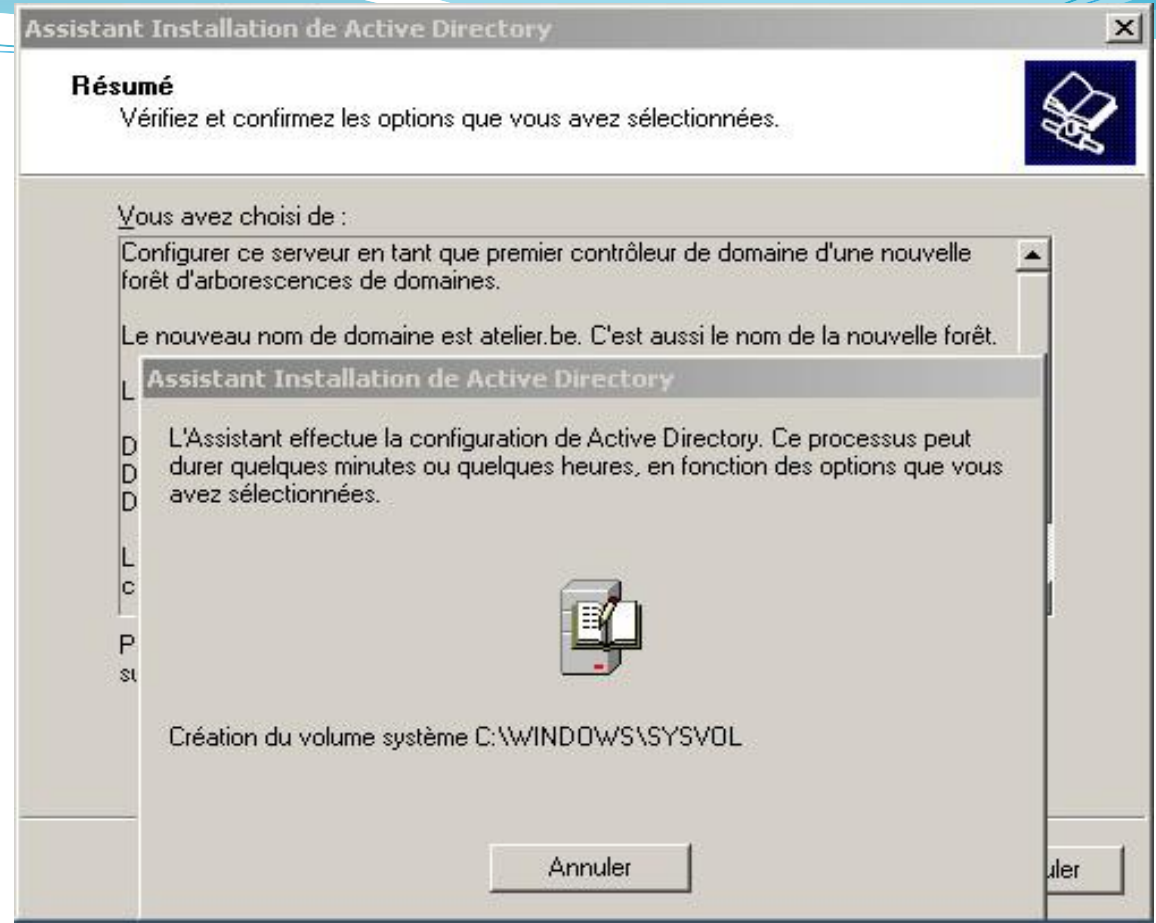 Assistant Installation de Active Directory
Résumé
Vérifiez et confirmez les options que vous avez sélectionnées.
Vous avez choisi de :
Configurer ce serveur en tant que premier contrôleur de domaine d'une nouvelle
forêt d'arborescences de domaines.
Le nouveau nom de domaine est atelier.be. C'est aussi le nom de la nouvelle forêt.
L
D
D
D
L
c
P
su
Assistant Installation de Active Directory
L'Assistant effectue la configuration de Active Directory. Ce processus peut
durer quelques minutes ou quelques heures, en fonction des options que vous
avez sélectionnées.
Création du volume système C:\WINDOWS\SYSVOL
Annuler
uler